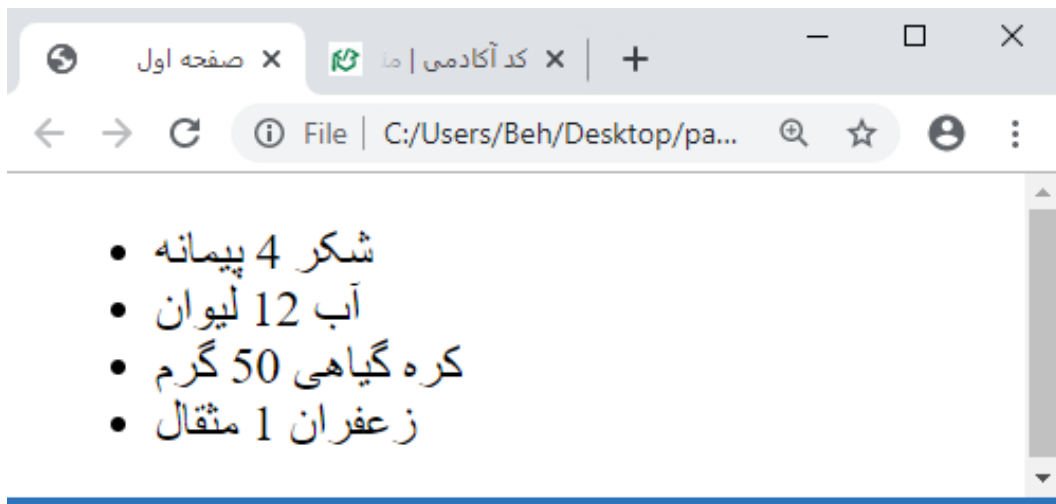 صفحه اول
کد آکادمی | م
File | C:/Users/Beh/Desktop/pa...
شکر 4 پیمانه
آب 12 لیوان
کره گیاهی 50 گرم
زعفران 1 مثقال